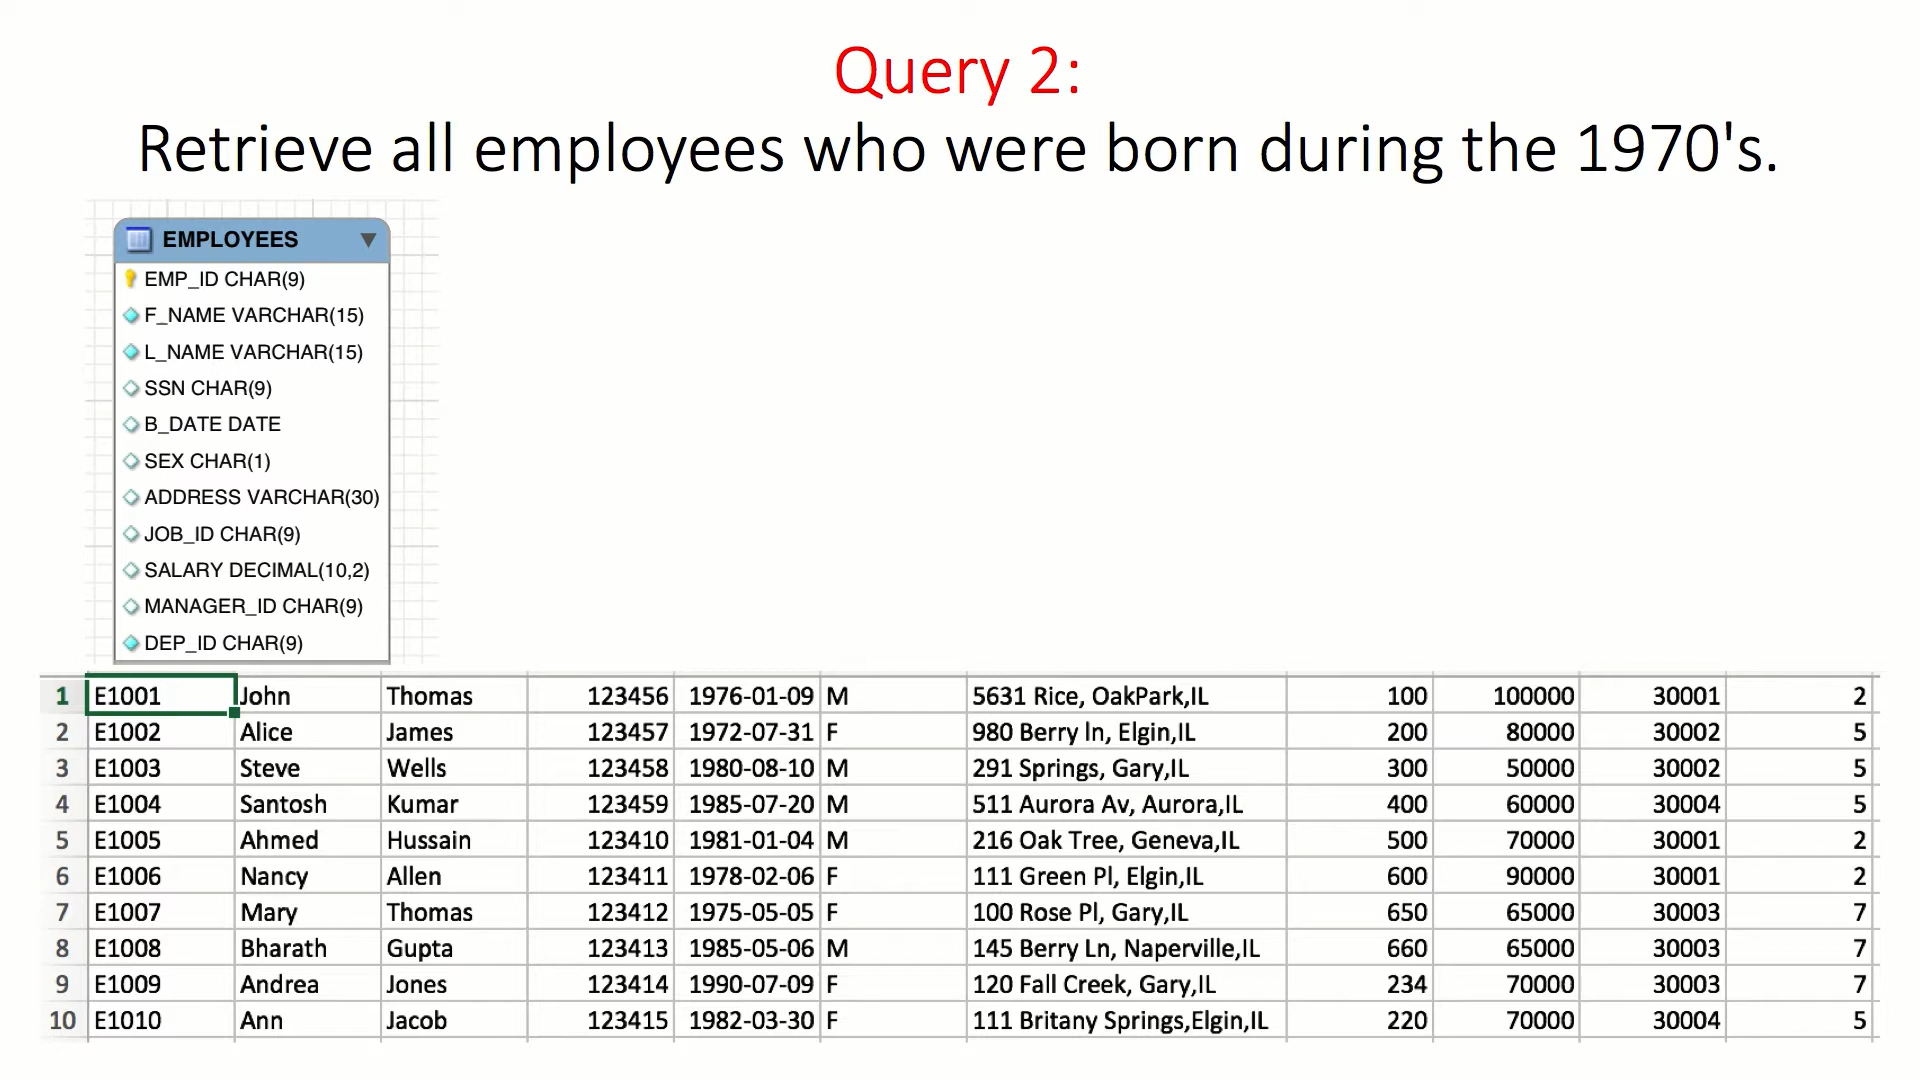 Query 2:
Retrieve all employees who were born during the 1970's.
EMPLOYEES
EMP_ID CHAR(9)
F_NAME VARCHAR(15)
L_NAME VARCHAR(15)
SSN CHAR(9)
B_DATE DATE
SEX CHAR(1)
ADDRESS VARCHAR(30)
JOB_ID CHAR(9)
SALARY DECIMAL(10,2)
MANAGER_ID CHAR(9)
DEP_ID CHAR(9)
1 E1001 John Thomas 123456 1976-01-09 M 5631 Rice, OakPark,IL 100 100000 30001 2
2 E1002 Alice James 123457 1972-07-31 F 980 Berry ln, Elgin,IL 200 80000 30002 5
3 E1003 Steve Wells 123458 1980-08-10 M 291 Springs, Gary,IL 300 50000 30002 5
4 E1004 Santosh Kumar 123459 1985-07-20 M 511 Aurora Av, Aurora,IL 400 60000 30004 5
5 E1005 Ahmed Hussain 123410 1981-01-04 M 216 Oak Tree, Geneva,IL 500 70000 30001 2
6 E1006 Nancy Allen 123411 1978-02-06 F 111 Green Pl, Elgin,IL 600 90000 30001 2
7 E1007 Mary Thomas 123412 1975-05-05 F 100 Rose Pl, Gary,IL 650 65000 30003 7
8 E1008 Bharath Gupta 123413 1985-05-06 M 145 Berry Ln, Naperville,IL 660 65000 30003 7
9 E1009 Andrea Jones 123414 1990-07-09 F 120 Fall Creek, Gary,IL 234 70000 30003 7
10 E1010 Ann Jacob 123415 1982-03-30 F 111 Britany Springs,Elgin,IL 220 70000 30004 5